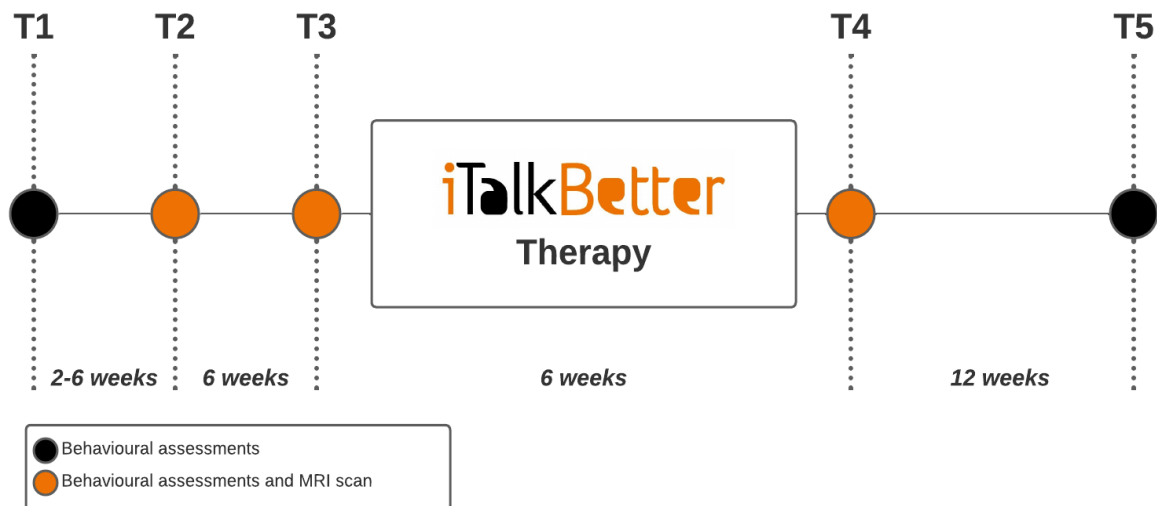 T1 T2 T3 T4 T5
iTalkBetter
Therapy
2-6 weeks 6 weeks 6 weeks 12 weeks
Behavioural assessments
Behavioural assessments and MRI scan